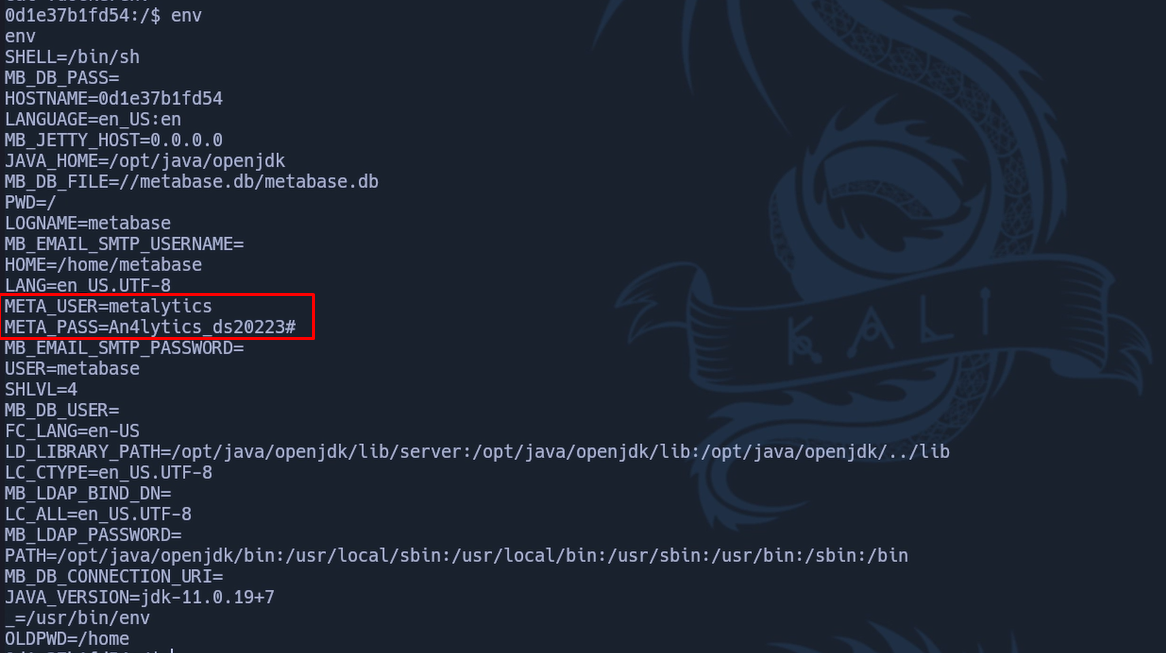 0d1e37b1fd54:/$ env
env
SHELL=/bin/sh
MB_DB_PASS=
HOSTNAME=0d1e37b1fd54
LANGUAGE=en_US:en
MB_JETTY_HOST=0.0.0.0
JAVA_HOME=/opt/java/openjdk
MB_DB_FILE=//metabase.db/metabase.db
PWD=/
LOGNAME=metabase
MB_EMAIL_SMTP_USERNAME=
HOME=/home/metabase
LANG=en_US.UTF-8
META_USER=metalytics
META_PASS=An4lytics_ds20223#
MB_EMAIL_SMTP_PASSWORD=
USER=metabase
SHLVL=4
MB_DB_USER=
FC_LANG=en-US
LD_LIBRARY_PATH=/opt/java/openjdk/lib/server:/opt/java/openjdk/lib:/opt/java/openjdk/../lib
LC_CTYPE=en_US.UTF-8
MB_LDAP_BIND_DN=
LC_ALL=en_US.UTF-8
MB_LDAP_PASSWORD=
PATH=/opt/java/openjdk/bin:/usr/local/sbin:/usr/local/bin:/usr/sbin:/usr/bin:/sbin:/bin
MB_DB_CONNECTION_URI=
JAVA_VERSION=jdk-11.0.19+7
_=/usr/bin/env
OLDPWD=/home
KALI